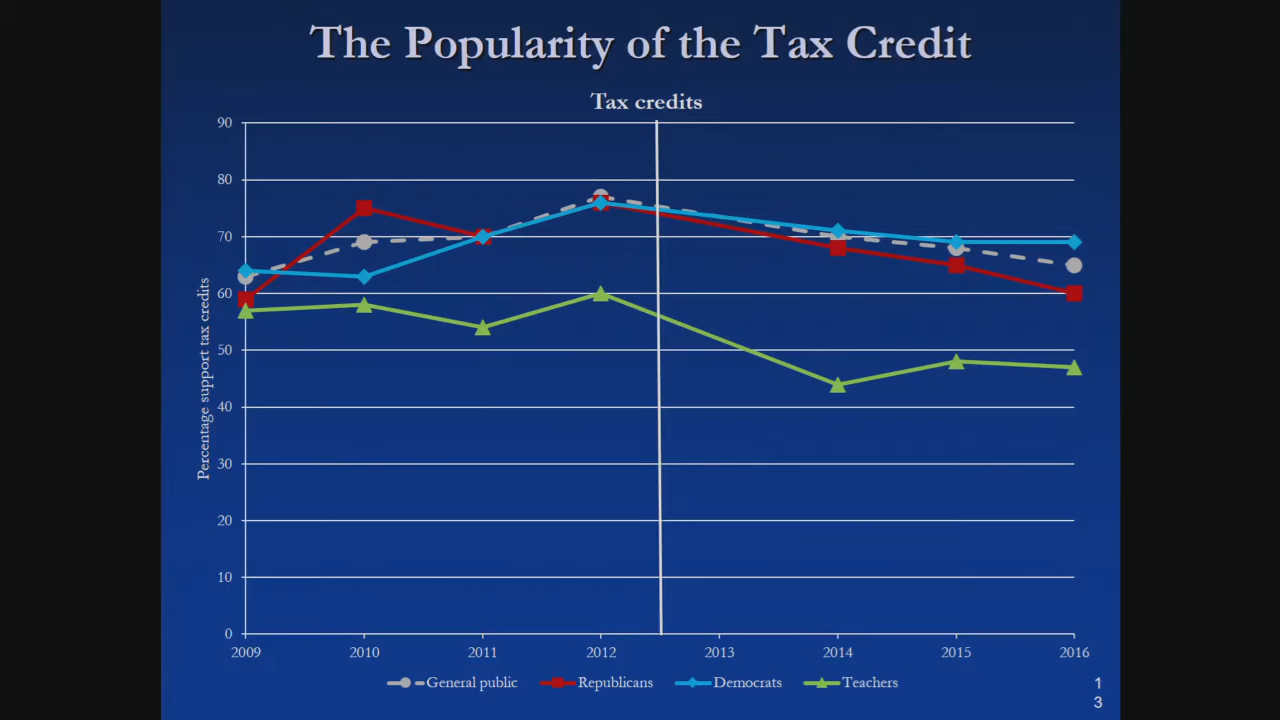 The Popularity of the Tax Credit
Tax credits
Percentage support tax credits
90
80
70
60
50
40
30
20
10
0
2009 2010 2011 2012 2013 2014 2015 2016
General public Republicans Democrats Teachers
1
3